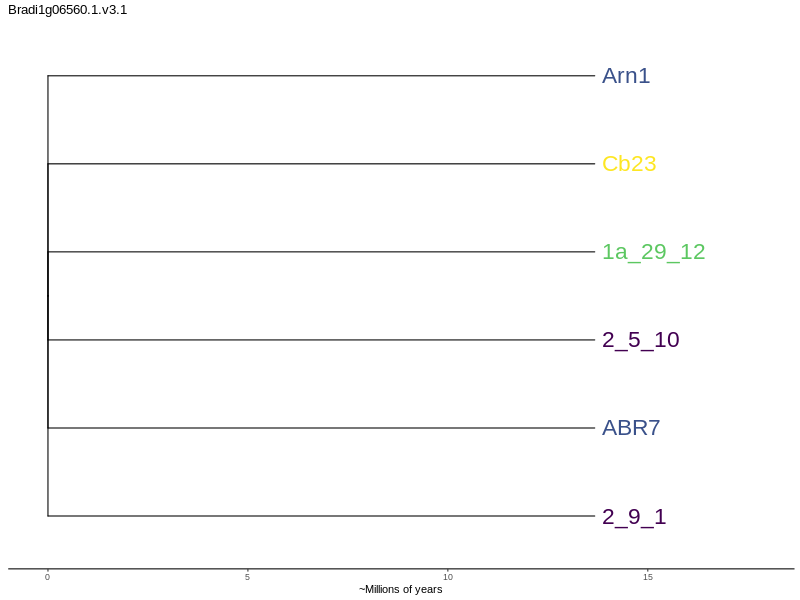 Bradi1g06560.1.v3.1
Arn1
Cb23
1a_29_12
2_5_10
ABR7
2_9_1
0 5 10 15
~Millions of years